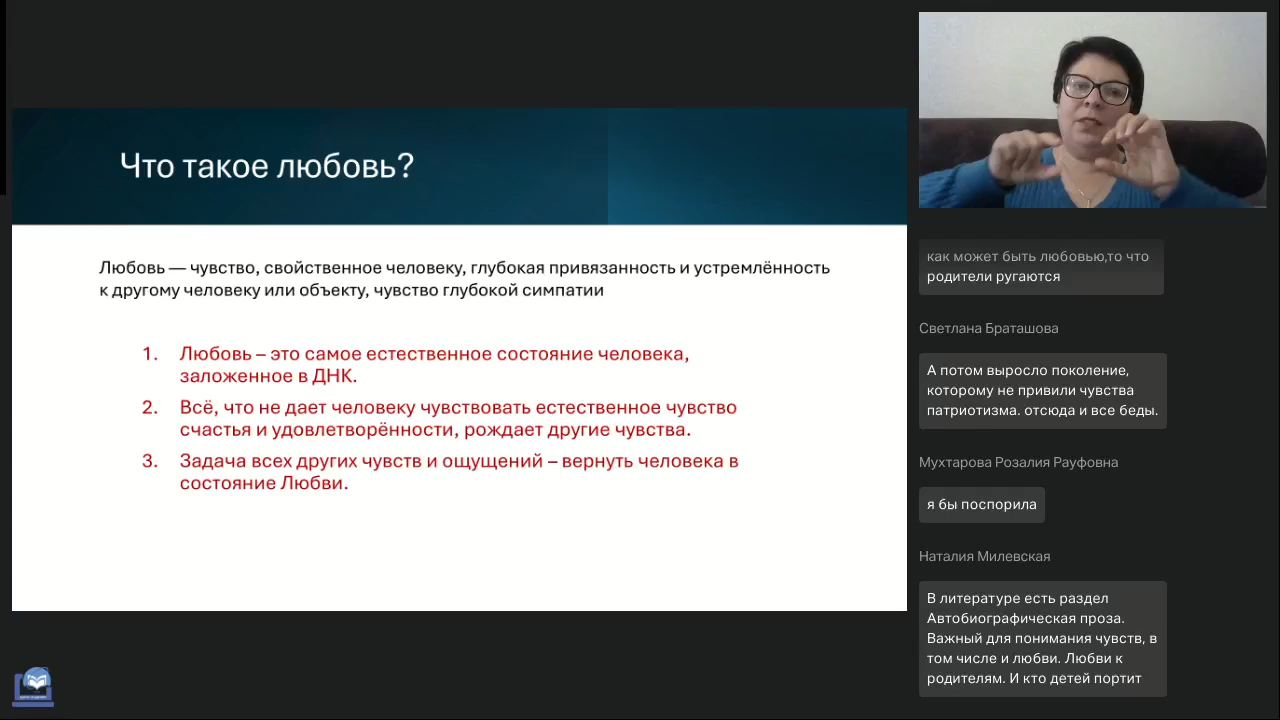 Что такое любовь?
Любовь — чувство, свойственное человеку, глубокая привязанность и устремлённость
к другому человеку или объекту, чувство глубокой симпатии
1. Любовь – это самое естественное состояние человека,
заложенное в ДНК.
2. Всё, что не дает человеку чувствовать естественное чувство
счастья и удовлетворённости, рождает другие чувства.
3. Задача всех других чувств и ощущений – вернуть человека в
состояние Любви.
как может быть любовью,то что
родители ругаются
Светлана Браташова
А потом выросло поколение,
которому не привили чувства
патриотизма. отсюда и все беды.
Мухтарова Розалия Рауфовна
я бы поспорила
Наталия Милевская
В литературе есть раздел
Автобиографическая проза.
Важный для понимания чувств, в
том числе и любви. Любви к
родителям. И кто детей портит